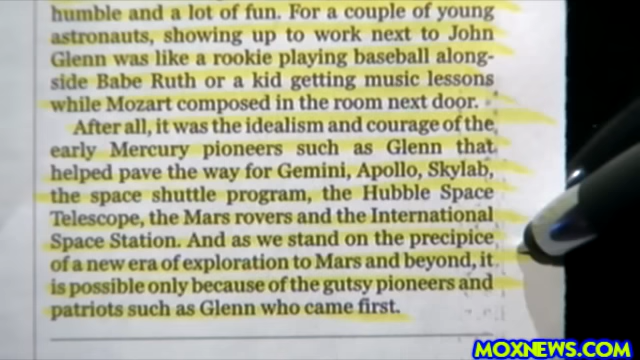 humble and a lot of fun. For a couple of young
astronauts, showing up to work next to John
Glenn was like a rookie playing baseball along-
side Babe Ruth or a kid getting music lessons
while Mozart composed in the room next door.
After all, it was the idealism and courage of the
early Mercury pioneers such as Glenn that
helped pave the way for Gemini, Apollo, Skylab,
the space shuttle program, the Hubble Space
Telescope, the Mars rovers and the International
Space Station. And as we stand on the precipice
of a new era of exploration to Mars and beyond, it
is possible only because of the gutsy pioneers and
patriots such as Glenn who came first.
MOXNEWS.COM